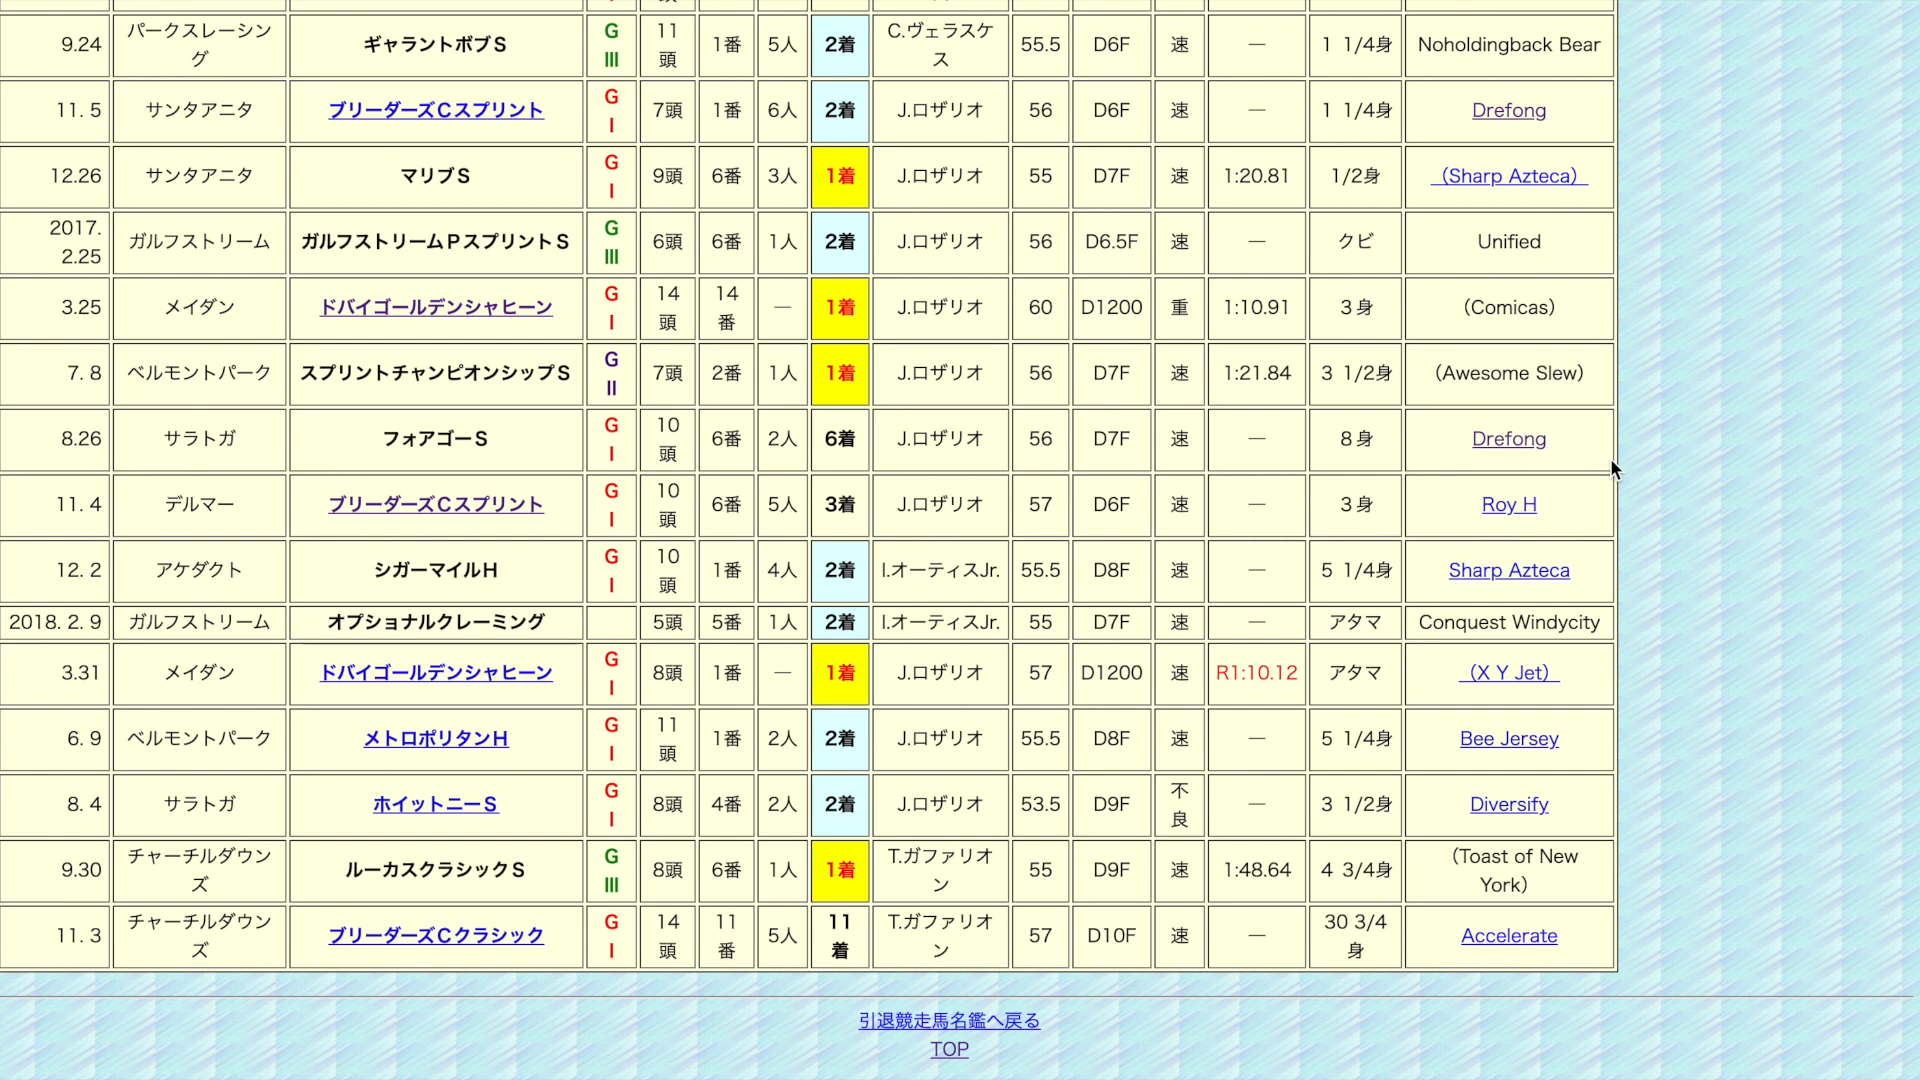 9.24 パークスレーシング ギャラントボブS GIII 11頭 1番 5人 2着 C.ヴェラスケス 55.5 D6F 速 — 1 1/4身 Noholdingback Bear
11. 5 サンタアニタ ブリーダーズCスプリント GI 7頭 1番 6人 2着 J.ロザリオ 56 D6F 速 — 1 1/4身 Drefong
12.26 サンタアニタ マリブS GI 9頭 6番 3人 1着 J.ロザリオ 55 D7F 速 1:20.81 1/2身 (Sharp Azteca)
2017. 2.25 ガルフストリーム ガルフストリームPスプリントS GIII 6頭 6番 1人 2着 J.ロザリオ 56 D6.5F 速 — クビ Unified
3.25 メイダン ドバイゴールデンシャヒーン GI 14頭 14番 — 1着 J.ロザリオ 60 D1200 重 1:10.91 3身 (Comicas)
7. 8 ベルモントパーク スプリントチャンピオンシップS GII 7頭 2番 1人 1着 J.ロザリオ 56 D7F 速 1:21.84 3 1/2身 (Awesome Slew)
8.26 サラトガ フォアゴーS GI 10頭 6番 2人 6着 J.ロザリオ 56 D7F 速 — 8身 Drefong
11. 4 デルマー ブリーダーズCスプリント GI 10頭 6番 5人 3着 J.ロザリオ 57 D6F 速 — 3身 Roy H
12. 2 アケダクト シガーマイルH GI 10頭 1番 4人 2着 I.オーティスJr. 55.5 D8F 速 — 5 1/4身 Sharp Azteca
2018. 2. 9 ガルフストリーム オプショナルクレーミング 5頭 5番 1人 2着 I.オーティスJr. 55 D7F 速 — アタマ Conquest Windycity
3.31 メイダン ドバイゴールデンシャヒーン GI 8頭 1番 — 1着 J.ロザリオ 57 D1200 速 R1:10.12 アタマ (X Y Jet)
6. 9 ベルモントパーク メトロポリタンH GI 11頭 1番 2人 2着 J.ロザリオ 55.5 D8F 速 — 5 1/4身 Bee Jersey
8. 4 サラトガ ホイットニーS GI 8頭 4番 2人 2着 J.ロザリオ 53.5 D9F 不良 — 3 1/2身 Diversify
9.30 チャーチルダウンズ ルーカスクラシックS GIII 8頭 6番 1人 1着 T.ガファリオン 55 D9F 速 1:48.64 4 3/4身 (Toast of New York)
11. 3 チャーチルダウンズ ブリーダーズCクラシック GI 14頭 11番 5人 11着 T.ガファリオン 57 D10F 速 — 30 3/4身 Accelerate
引退競走馬名鑑へ戻る
TOP